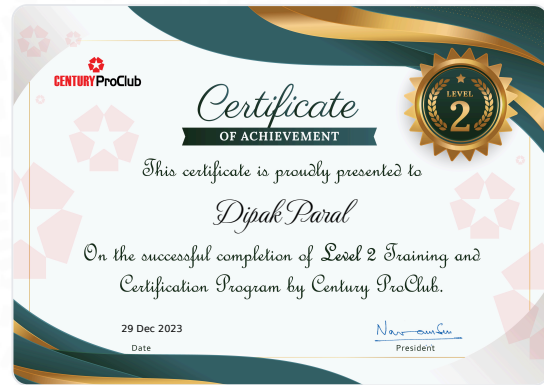 CENTURY ProClub
Certificate
OF ACHIEVEMENT
LEVEL
2
This certificate is proudly presented to
Dipak Paral
On the successful completion of Level 2 Training and
Certification Program by Century ProClub.
29 Dec 2023
Date
President